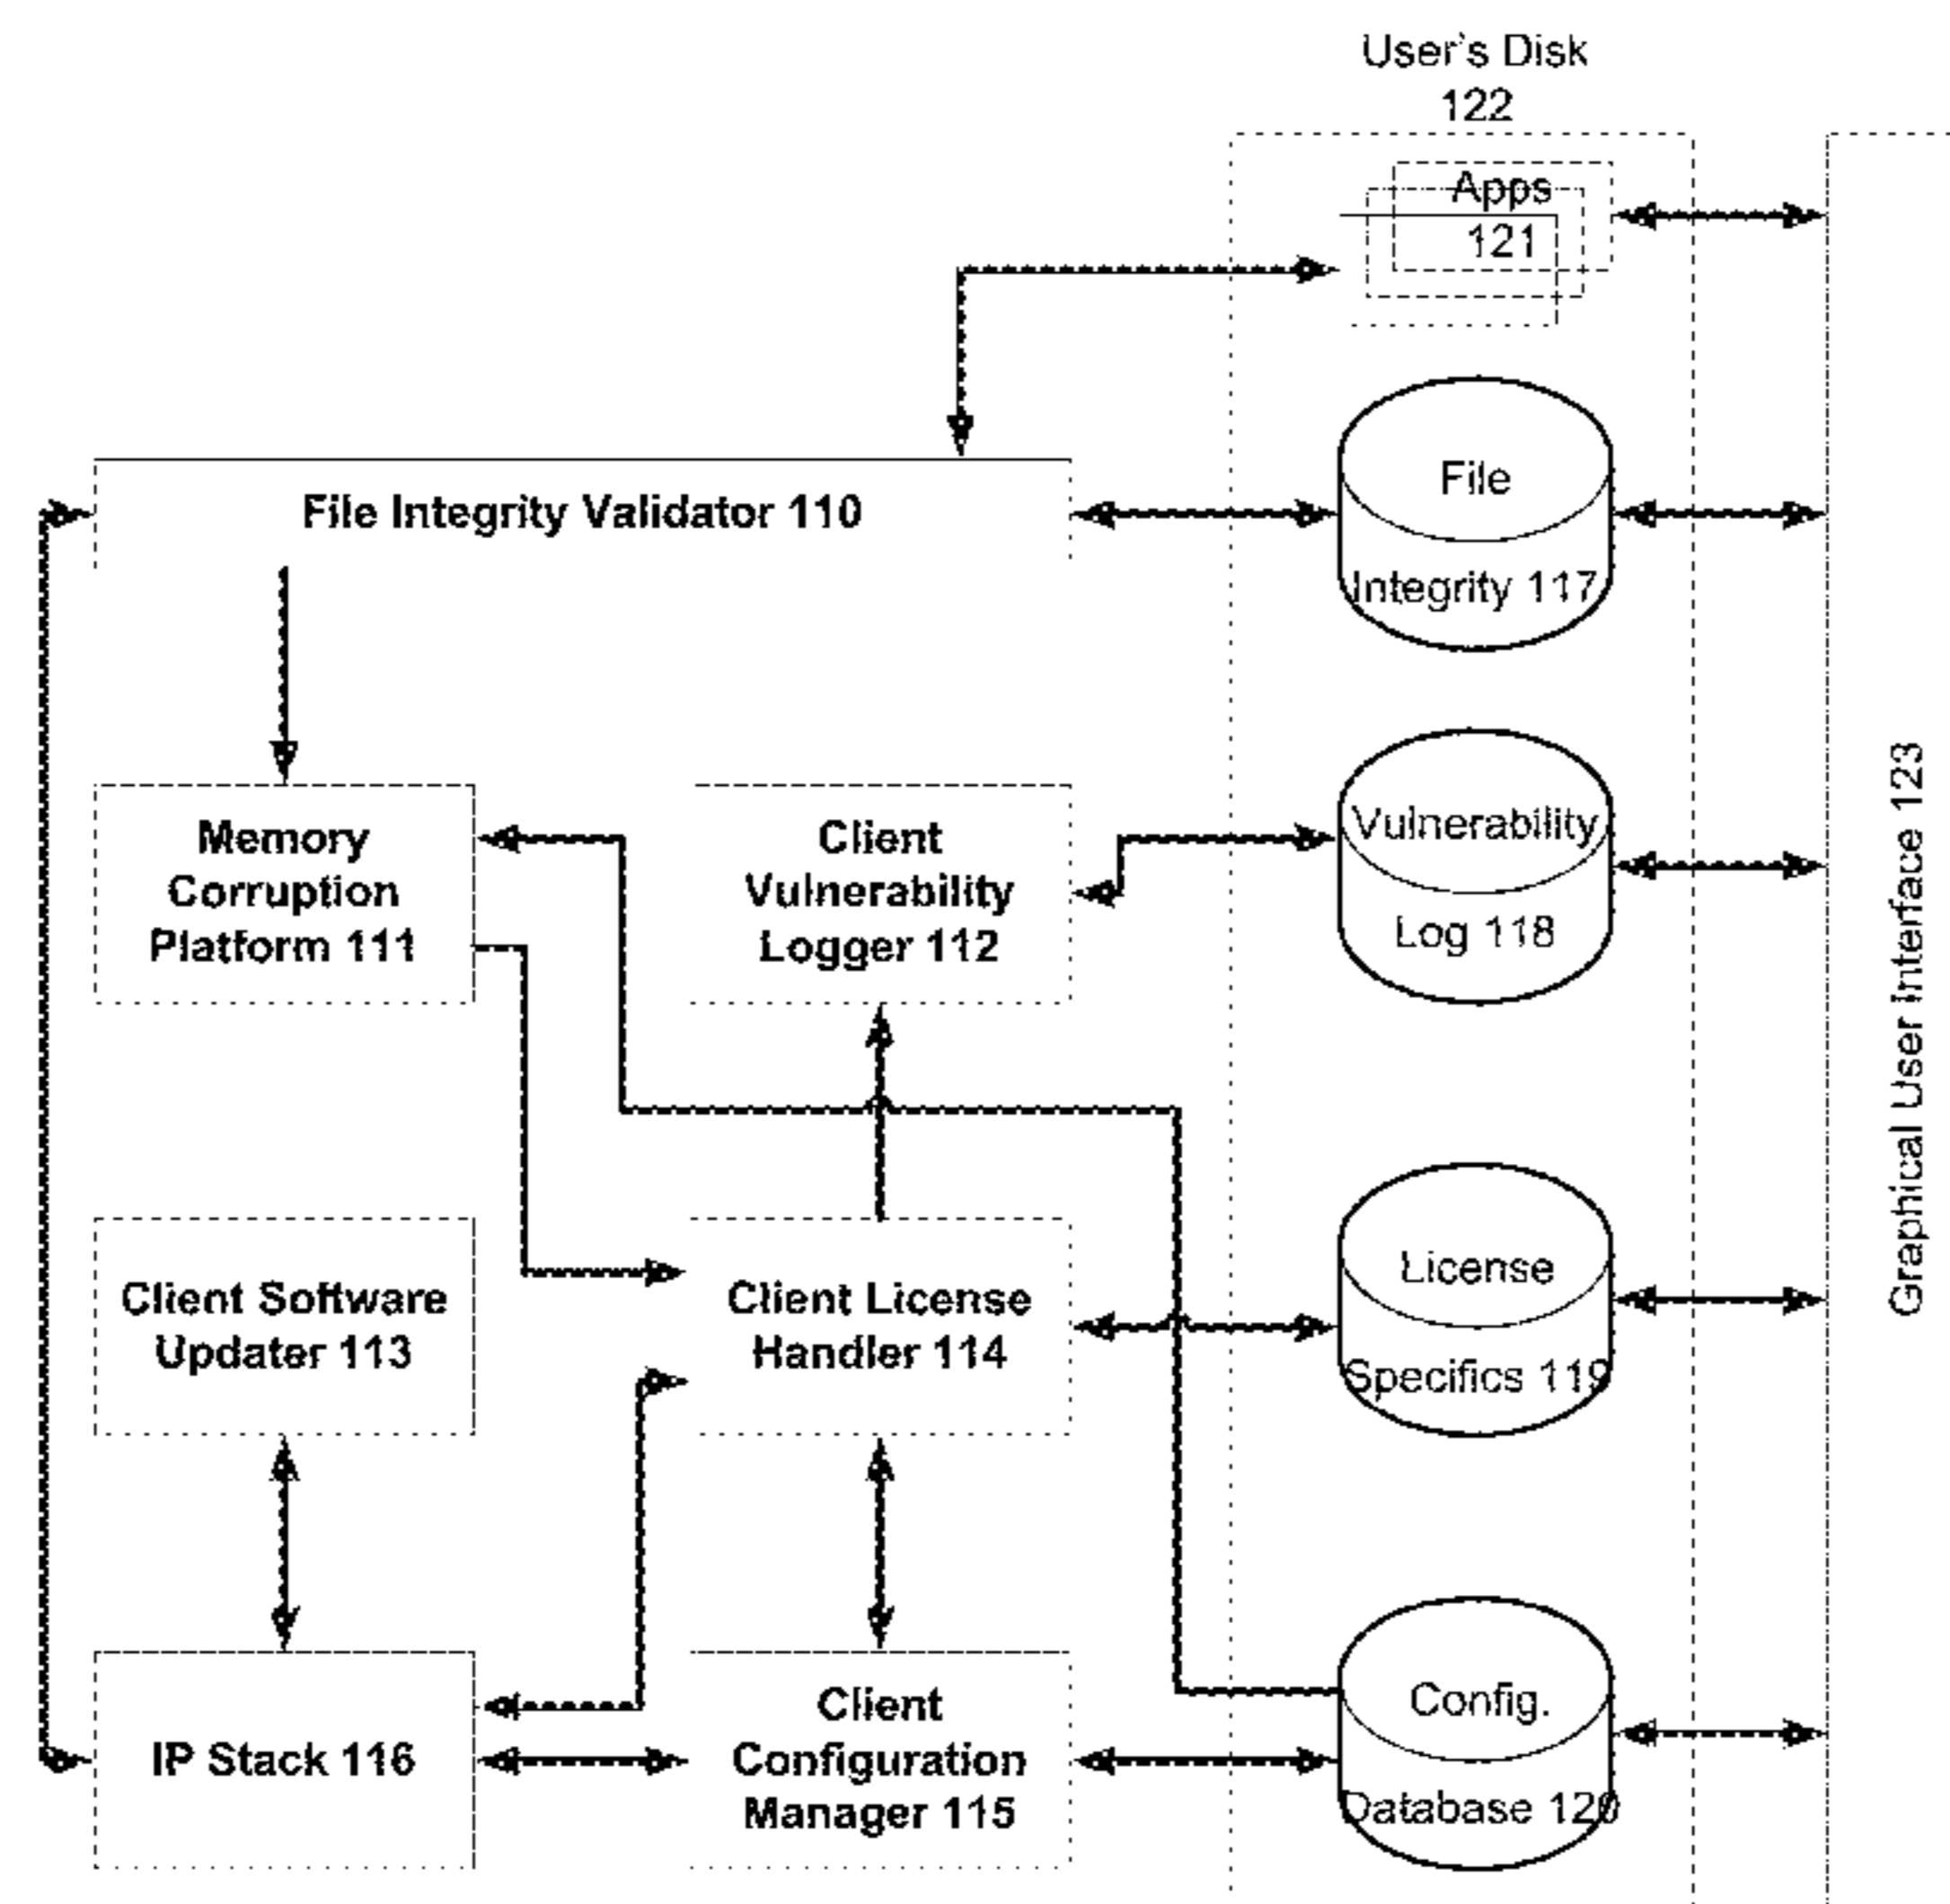 User's Disk
122
Apps
121
File Integrity Validator 110
File
Integrity 117
Memory
Corruption
Platform 111
Client
Vulnerability
Logger 112
Vulnerability
Log 118
Graphical User Interface 123
Client Software
Updater 113
Client License
Handler 114
License
Specifics 119
IP Stack 116
Client
Configuration
Manager 115
Config.
Database 120